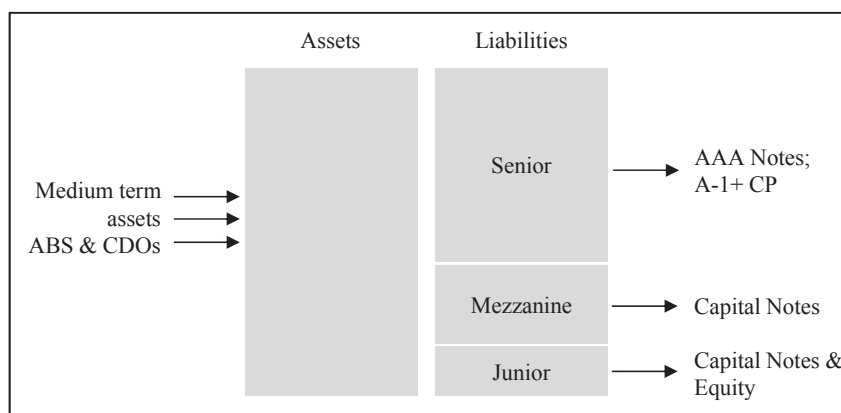 Assets
Liabilities
Medium term
assets
ABS & CDOs
Senior
AAA Notes;
A-1+ CP
Mezzanine
Capital Notes
Junior
Capital Notes &
Equity